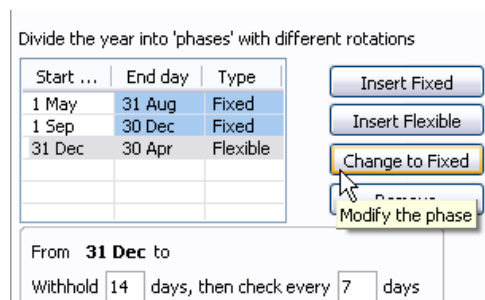 Divide the year into 'phases' with different rotations
Start ... End day Type
1 May 31 Aug Fixed
1 Sep 30 Dec Fixed
31 Dec 30 Apr Flexible
Insert Fixed
Insert Flexible
Change to Fixed
Modify the phase
From 31 Dec to
Withhold 14 days, then check every 7 days